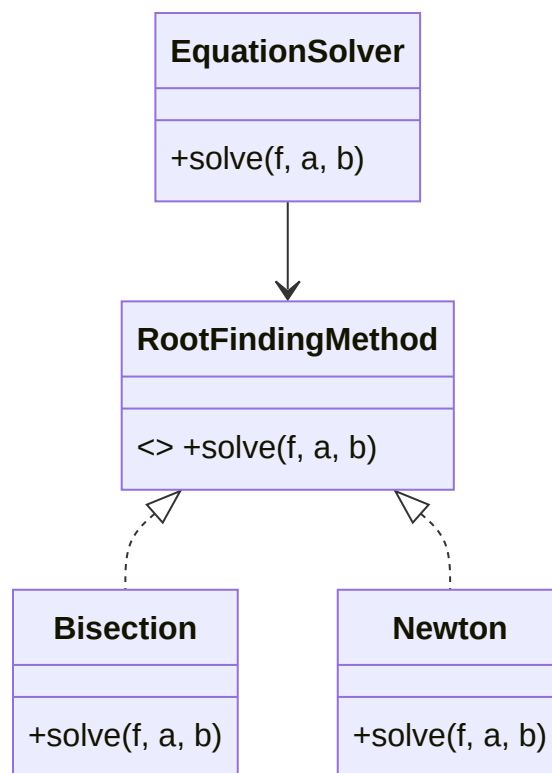 EquationSolver
+solve(f, a, b)
RootFindingMethod
<> +solve(f, a, b)
Bisection
+solve(f, a, b)
Newton
+solve(f, a, b)